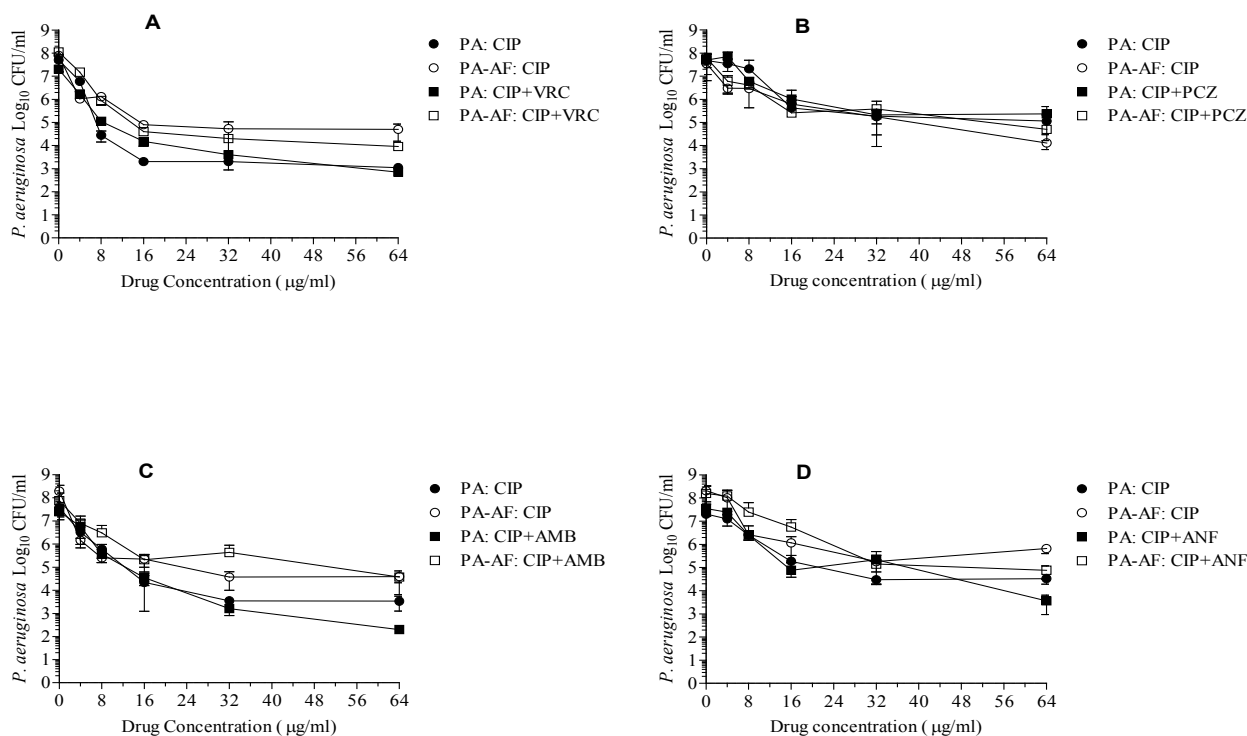 A
9
8
7
6
5
4
3
2
1
0
P. aeruginosa Log10 CFU/ml
0 8 16 24 32 40 48 56 64
Drug Concentration ( µg/ml)
PA: CIP
PA-AF: CIP
PA: CIP+VRC
PA-AF: CIP+VRC
B
9
8
7
6
5
4
3
2
1
0
P. aeruginosa Log10 CFU/ml
0 8 16 24 32 40 48 56 64
Drug concentration ( µg/ml)
PA: CIP
PA-AF: CIP
PA: CIP+PCZ
PA-AF: CIP+PCZ
C
9
8
7
6
5
4
3
2
1
0
P. aeruginosa Log10 CFU/ml
0 8 16 24 32 40 48 56 64
Drug Concentration ( µg/ml)
PA: CIP
PA-AF: CIP
PA: CIP+AMB
PA-AF: CIP+AMB
D
9
8
7
6
5
4
3
2
1
0
P. aeruginosa Log10 CFU/ml
0 8 16 24 32 40 48 56 64
Drug Concentration ( µg/ml)
PA: CIP
PA-AF: CIP
PA: CIP+ANF
PA-AF: CIP+ANF